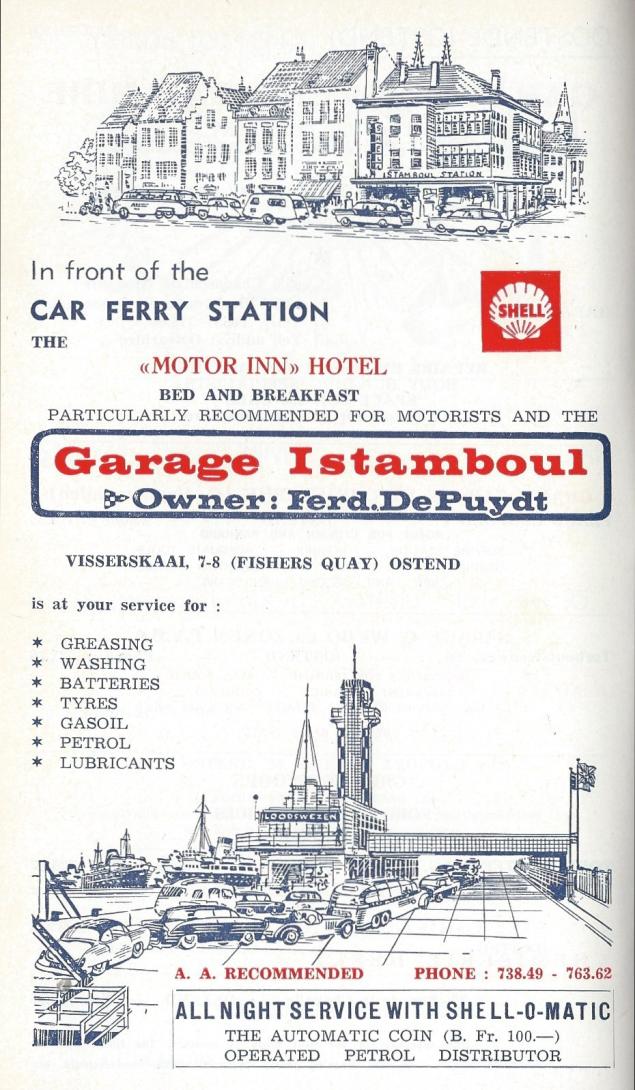 ISTAMBOUL STATION
In front of the
CAR FERRY STATION
SHELL
THE
«MOTOR INN» HOTEL
BED AND BREAKFAST
PARTICULARLY RECOMMENDED FOR MOTORISTS AND THE
Garage Istamboul
Owner: Ferd.DePuydt
VISSERSKAAI, 7-8 (FISHERS QUAY) OSTEND
is at your service for :
* GREASING
* WASHING
* BATTERIES
* TYRES
* GASOIL
* PETROL
* LUBRICANTS
LOODSWEZEN
A. A. RECOMMENDED PHONE : 738.49 - 763.62
ALL NIGHT SERVICE WITH SHELL-O-MATIC
THE AUTOMATIC COIN (B. Fr. 100.—)
OPERATED PETROL DISTRIBUTOR